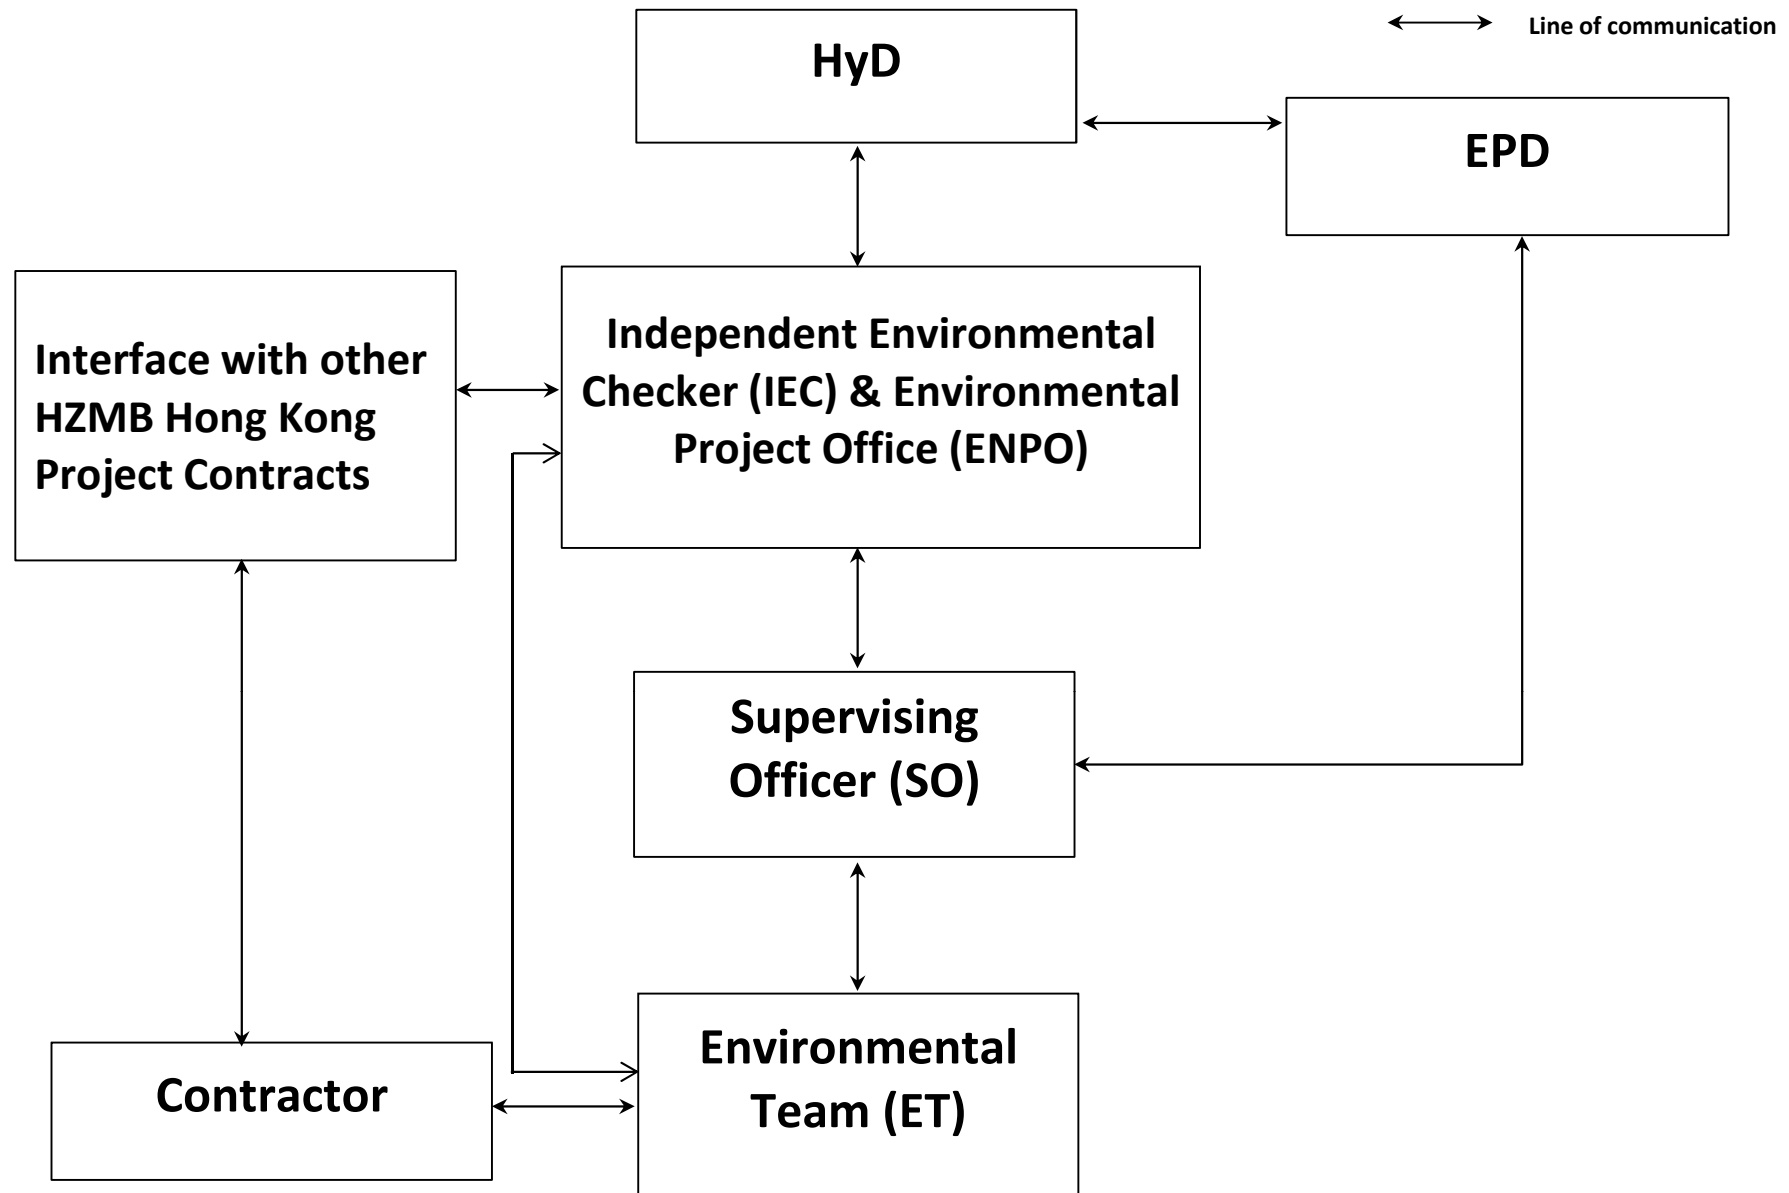 Line of communication
HyD
EPD
Independent Environmental
Checker (IEC) & Environmental
Project Office (ENPO)
Interface with other
HZMB Hong Kong
Project Contracts
Supervising
Officer (SO)
Environmental
Team (ET)
Contractor